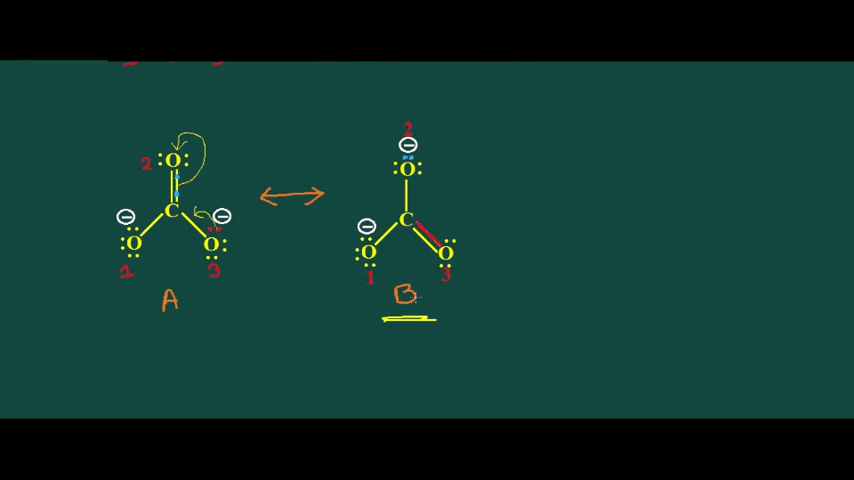 2
:O:
⊖ C ⊖
:O :O:
1 3
A
2
⊖
:O:
⊖ C
:O O
1 3
B